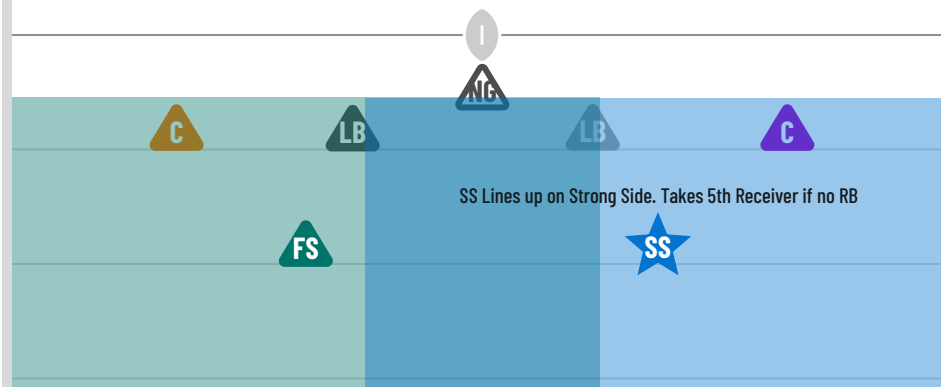 I
NG
C
LB
LB
C
SS Lines up on Strong Side. Takes 5th Receiver if no RB
FS
SS